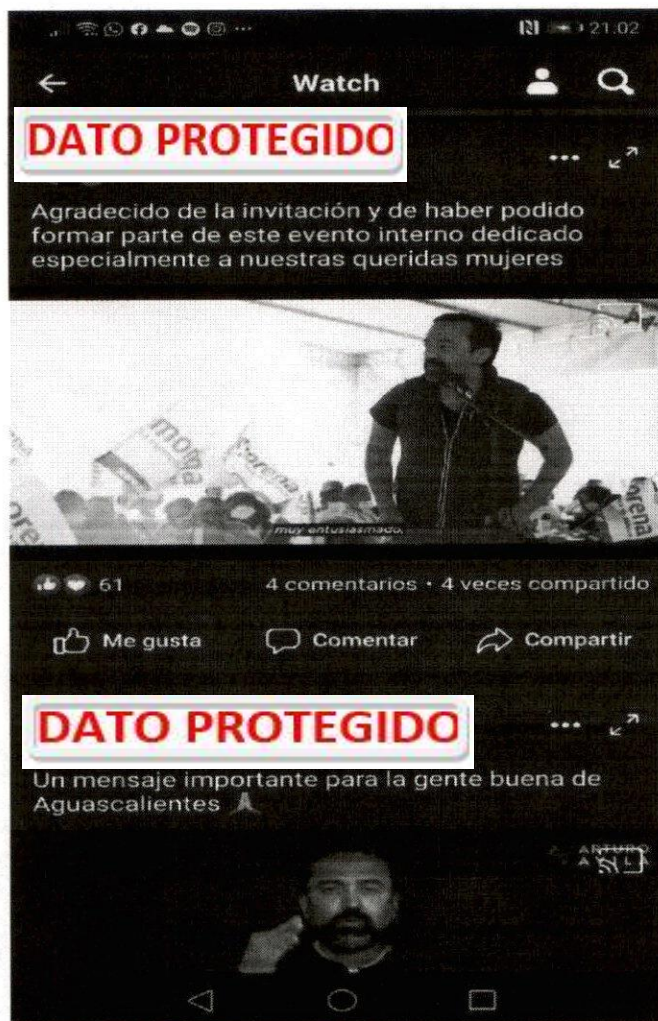 21:02
Watch
DATO PROTEGIDO
Agradecido de la invitación y de haber podido
formar parte de este evento interno dedicado
especialmente a nuestras queridas mujeres
morena
morena
morena
morena
muy entusiasmado,
61
4 comentarios • 4 veces compartido
Me gusta
Comentar
Compartir
DATO PROTEGIDO
Un mensaje importante para la gente buena de
Aguascalientes
ARTURO